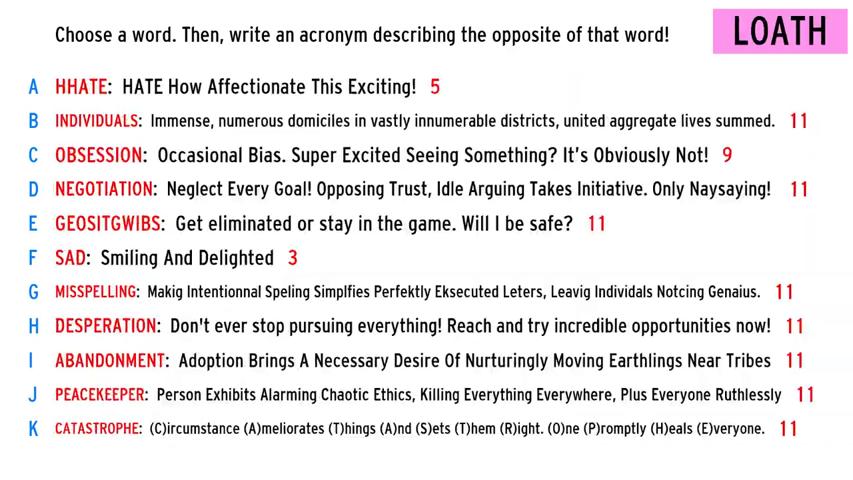 Choose a word. Then, write an acronym describing the opposite of that word!
LOATH
A HHATE: HATE How Affectionate This Exciting! 5
B INDIVIDUALS: Immense, numerous domiciles in vastly innumerable districts, united aggregate lives summed. 11
C OBSESSION: Occasional Bias. Super Excited Seeing Something? It's Obviously Not! 9
D NEGOTIATION: Neglect Every Goal! Opposing Trust, Idle Arguing Takes Initiative. Only Naysaying! 11
E GEOSITGWIBS: Get eliminated or stay in the game. Will I be safe? 11
F SAD: Smiling And Delighted 3
G MISSPELLING: Makig Intentionnal Speling Simplfies Perfektly Eksecuted Leters, Leavig Individals Notcing Genaius. 11
H DESPERATION: Don't ever stop pursuing everything! Reach and try incredible opportunities now! 11
I ABANDONMENT: Adoption Brings A Necessary Desire Of Nurturingly Moving Earthlings Near Tribes 11
J PEACEKEEPER: Person Exhibits Alarming Chaotic Ethics, Killing Everything Everywhere, Plus Everyone Ruthlessly 11
K CATASTROPHE: (C)ircumstance (A)meliorates (T)hings (A)nd (S)ets (T)hem (R)ight. (O)ne (P)romptly (H)eals (E)veryone. 11